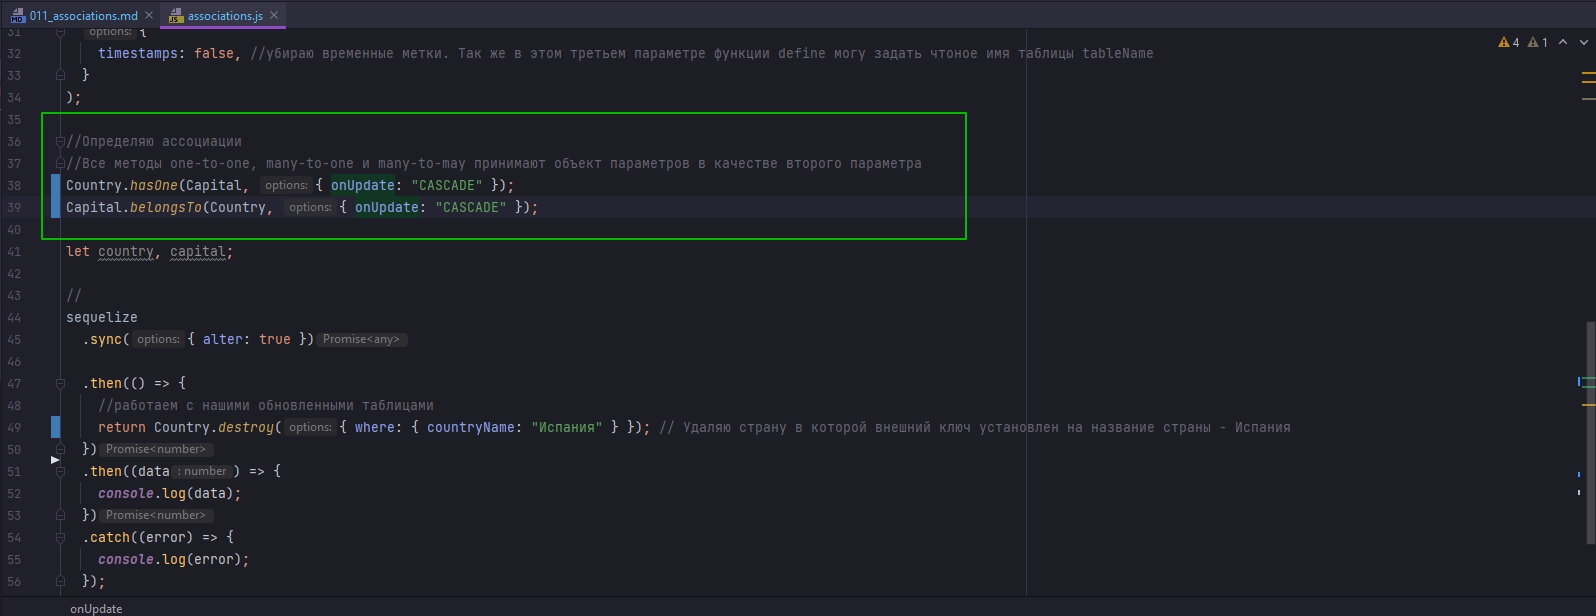 011_associations.md × associations.js ×
31 options: {
32 timestamps: false, //убираю временные метки. Так же в этом третьем параметре функции define могу задать чтоное имя таблицы tableName
4 1
33 }
34 );
35
36 //Определяю ассоциации
37 //Все методы one-to-one, many-to-one и many-to-may принимают объект параметров в качестве второго параметра
38 Country.hasOne(Capital, options: { onUpdate: "CASCADE" });
39 Capital.belongsTo(Country, options: { onUpdate: "CASCADE" });
40
41 let country, capital;
42
43 //
44 sequelize
45 .sync( options: { alter: true }) Promise<any>
46
47 .then(() => {
48 //работаем с нашими обновленными таблицами
49 return Country.destroy( options: { where: { countryName: "Испания" } }); // Удаляю страну в которой внешний ключ установлен на название страны - Испания
50 }) Promise<number>
51 .then((data : number ) => {
52 console.log(data);
53 }) Promise<number>
54 .catch((error) => {
55 console.log(error);
56 });
onUpdate